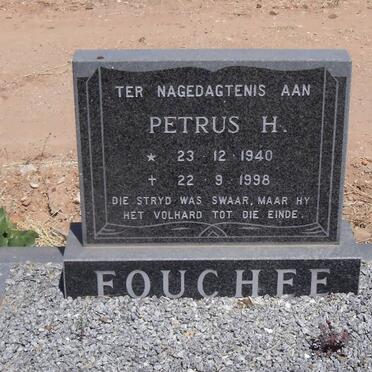 TER NAGEDAGTENIS AAN
PETRUS H.
★ 23·12·1940
✝ 22·9·1998
DIE STRYD WAS SWAAR, MAAR HY
HET VOLHARD TOT DIE EINDE.
FOUCHEE